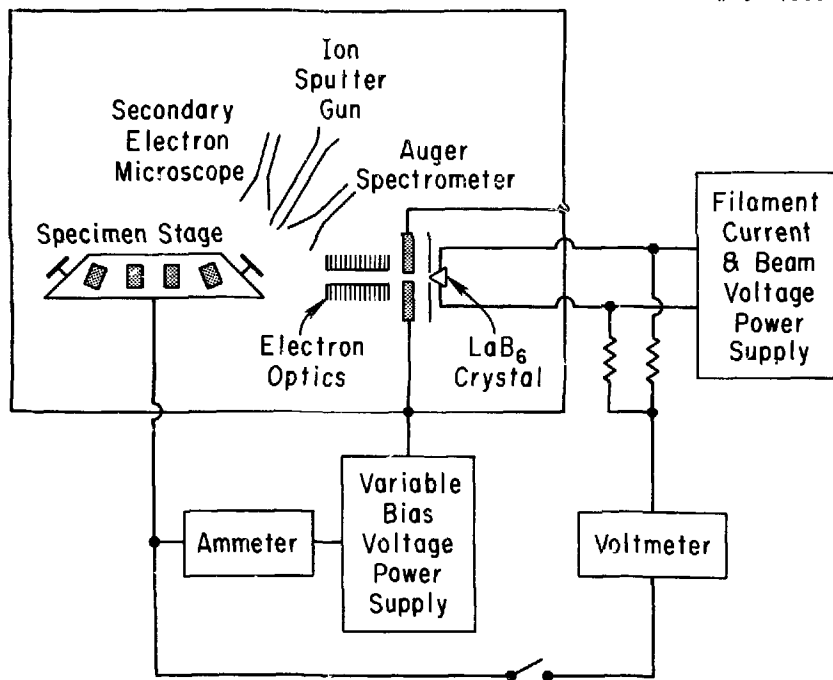 Ion
Sputter
Gun
Secondary
Electron
Microscope
Auger
Spectrometer
Specimen Stage
Electron
Optics
LaB₆
Crystal
Filament
Current
& Beam
Voltage
Power
Supply
Ammeter
Variable
Bias
Voltage
Power
Supply
Voltmeter